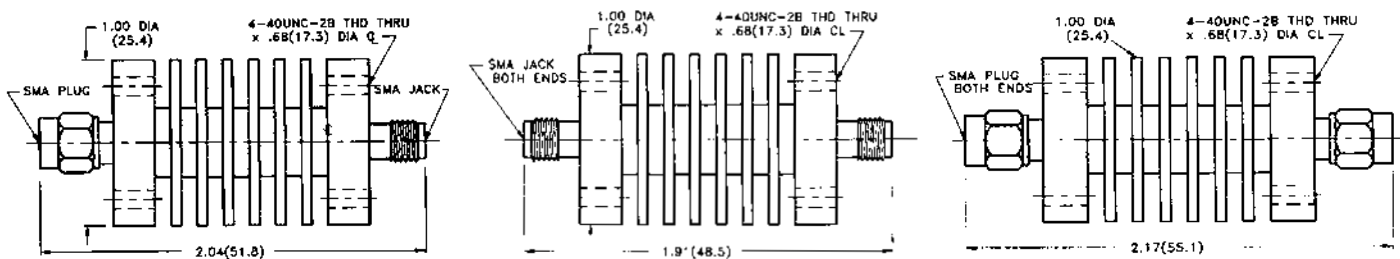 1.00 DIA
(25.4)
4-40UNC-2B THD THRU
x .68(17.3) DIA CL
SMA PLUG
SMA JACK
2.04(51.8)
1.00 DIA
(25.4)
4-40UNC-2B THD THRU
x .68(17.3) DIA CL
SMA JACK
BOTH ENDS
1.9"(48.5)
1.00 DIA
(25.4)
4-40UNC-2B THD THRU
x .68(17.3) DIA CL
SMA PLUG
BOTH ENDS
2.17(55.1)